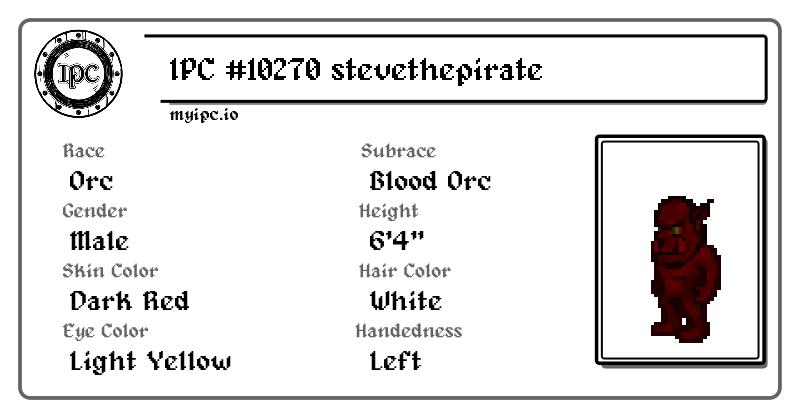 IPC
IPC #10270 stevethepirate
myipc.io
Race
Orc
Subrace
Blood Orc
Gender
Male
Height
6'4"
Skin Color
Dark Red
Hair Color
White
Eye Color
Light Yellow
Handedness
Left